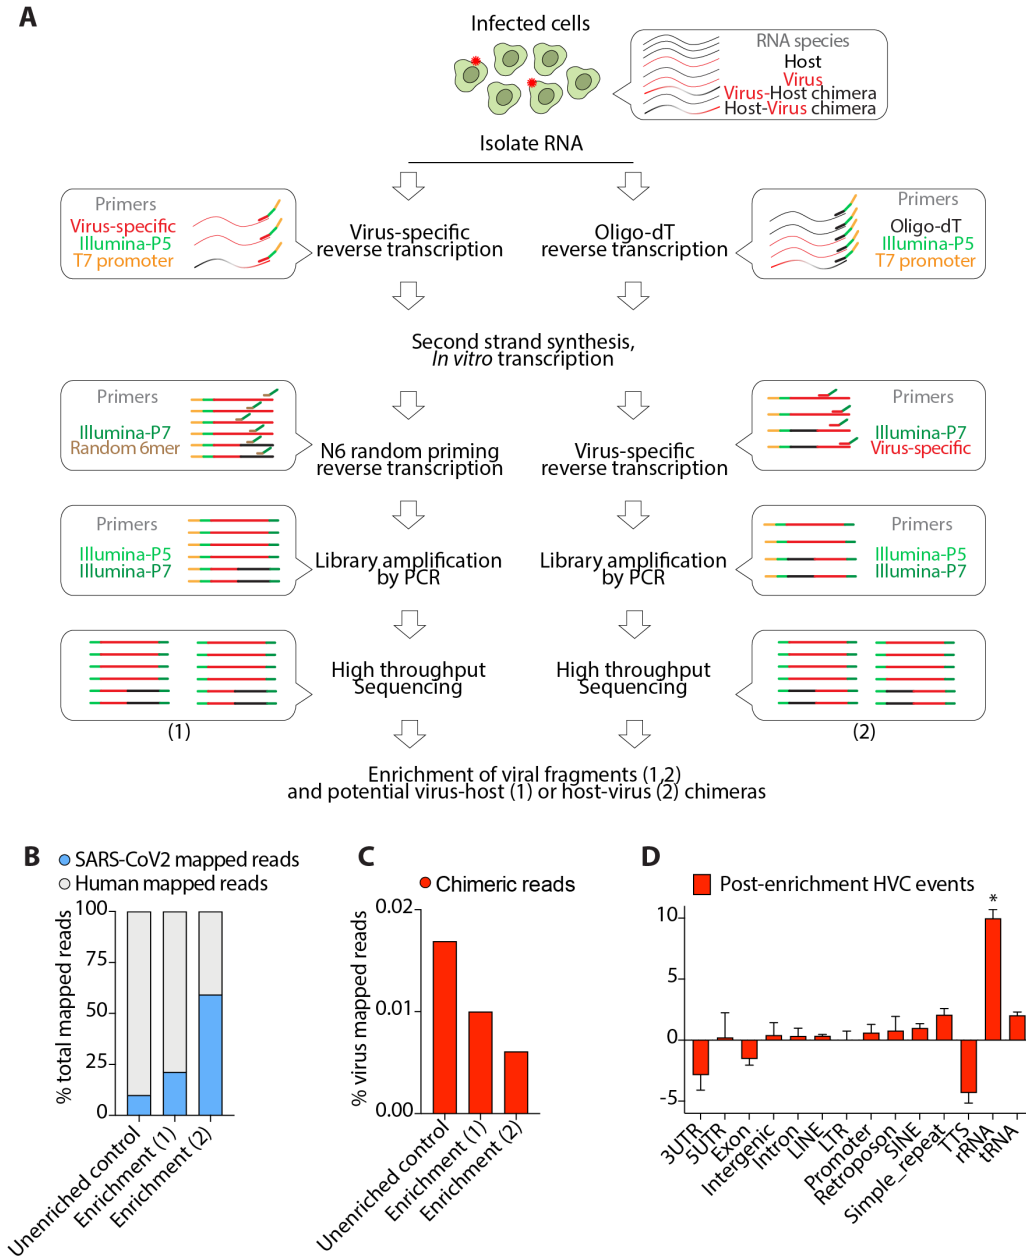 A
Infected cells
RNA species
Host
Virus
Virus-Host chimera
Host-Virus chimera
Isolate RNA
Primers
Virus-specific
Illumina-P5
T7 promoter
Virus-specific
reverse transcription
Oligo-dT
reverse transcription
Primers
Oligo-dT
Illumina-P5
T7 promoter
Second strand synthesis,
In vitro transcription
Primers
Illumina-P7
Random 6mer
N6 random priming
reverse transcription
Virus-specific
reverse transcription
Primers
Illumina-P7
Virus-specific
Primers
Illumina-P5
Illumina-P7
Library amplification
by PCR
Library amplification
by PCR
Primers
Illumina-P5
Illumina-P7
High throughput
Sequencing
High throughput
Sequencing
(1)
(2)
Enrichment of viral fragments (1,2)
and potential virus-host (1) or host-virus (2) chimeras
B
SARS-CoV2 mapped reads
Human mapped reads
% total mapped reads
100
75
50
25
0
Unenriched control
Enrichment (1)
Enrichment (2)
C
Chimeric reads
% virus mapped reads
0.02
0.01
0.00
Unenriched control
Enrichment (1)
Enrichment (2)
D
Post-enrichment HVC events
*
10
5
0
-5
3UTR
5UTR
Exon
Intergenic
Intron
LINE
LTR
Promoter
Retroposon
SINE
Simple_repeat
TTS
rRNA
tRNA